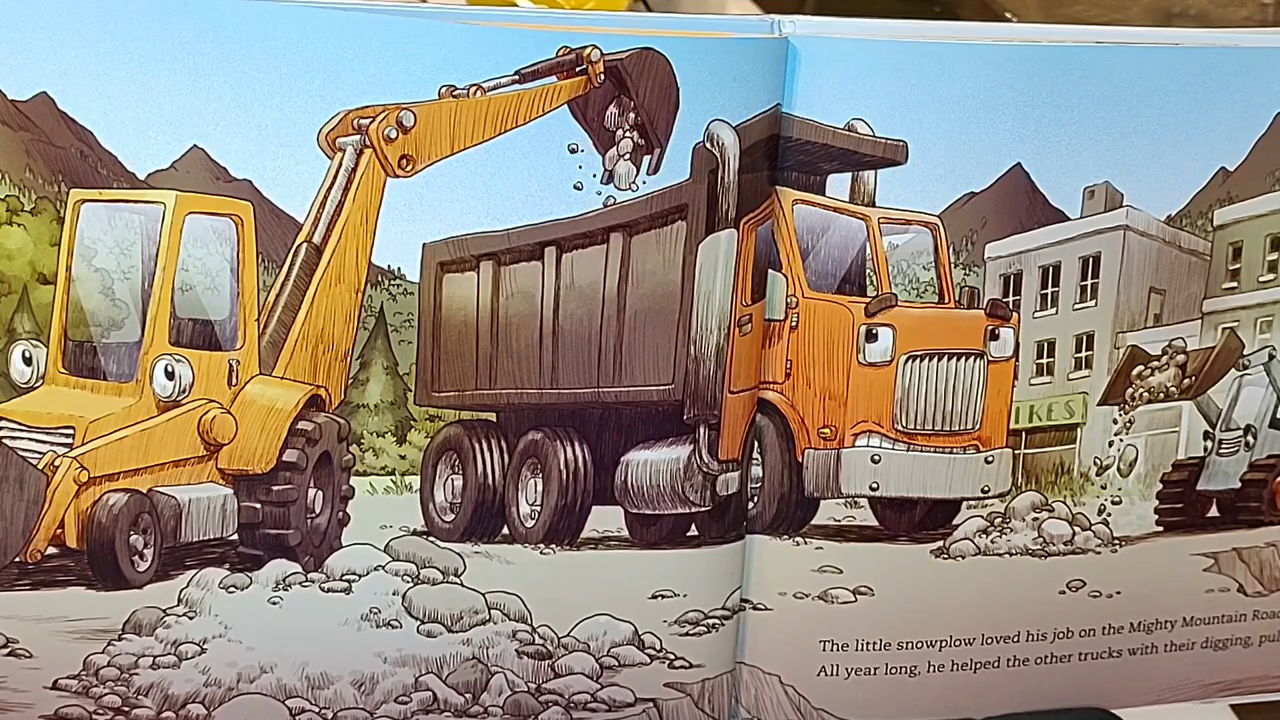 IKES
The little snowplow loved his job on the Mighty Mountain Road
All year long, he helped the other trucks with their digging,